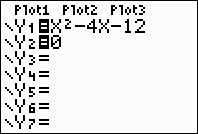 Plot1 Plot2 Plot3
\Y1=X²-4X-12
\Y2=0
\Y3=
\Y4=
\Y5=
\Y6=
\Y7=